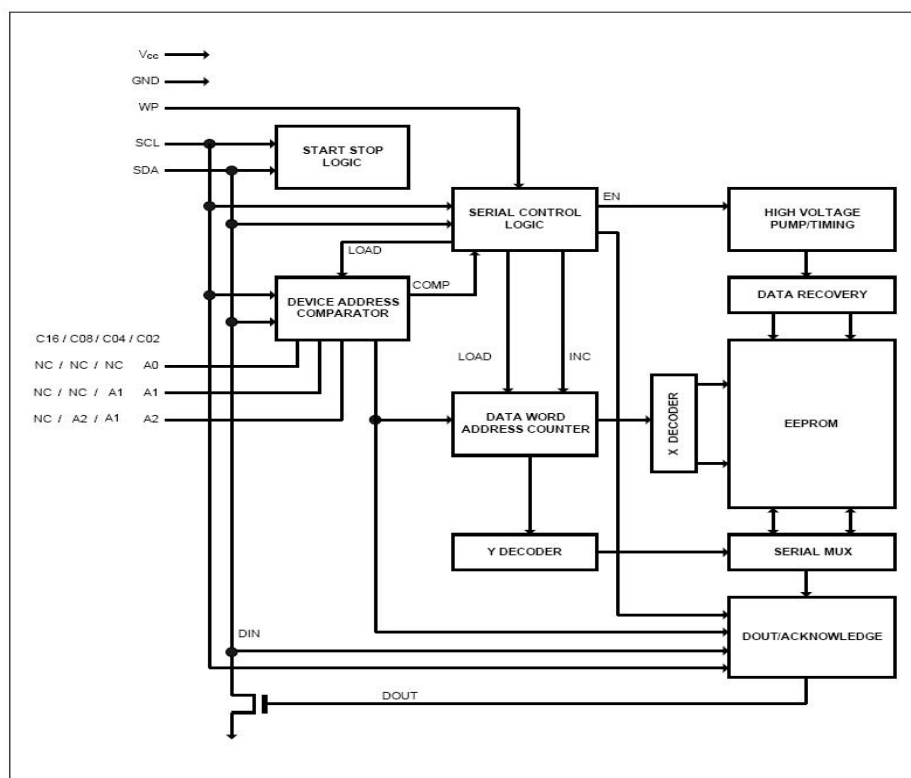 Vcc
GND
WP
SCL
SDA
START STOP
LOGIC
SERIAL CONTROL
LOGIC
EN
HIGH VOLTAGE
PUMP/TIMING
LOAD
COMP
DATA RECOVERY
DEVICE ADDRESS
COMPARATOR
C16 / C08 / C04 / C02
NC / NC / NC A0
NC / NC / A1 A1
NC / A2 / A1 A2
LOAD
INC
DATA WORD
ADDRESS COUNTER
X DECODER
EEPROM
Y DECODER
SERIAL MUX
DIN
DOUT/ACKNOWLEDGE
DOUT